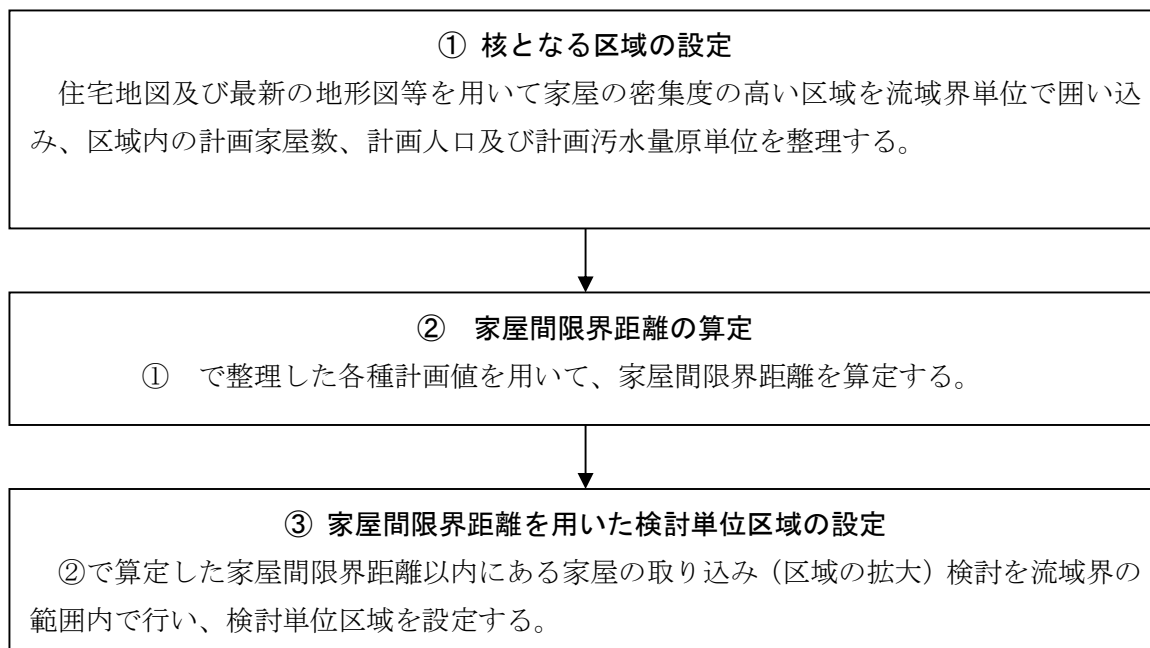 ① 核となる区域の設定
住宅地図及び最新の地形図等を用いて家屋の密集度の高い区域を流域界単位で囲い込
み、区域内の計画家屋数、計画人口及び計画汚水量原単位を整理する。
② 家屋間限界距離の算定
① で整理した各種計画値を用いて、家屋間限界距離を算定する。
③ 家屋間限界距離を用いた検討単位区域の設定
②で算定した家屋間限界距離以内にある家屋の取り込み（区域の拡大）検討を流域界の
範囲内で行い、検討単位区域を設定する。